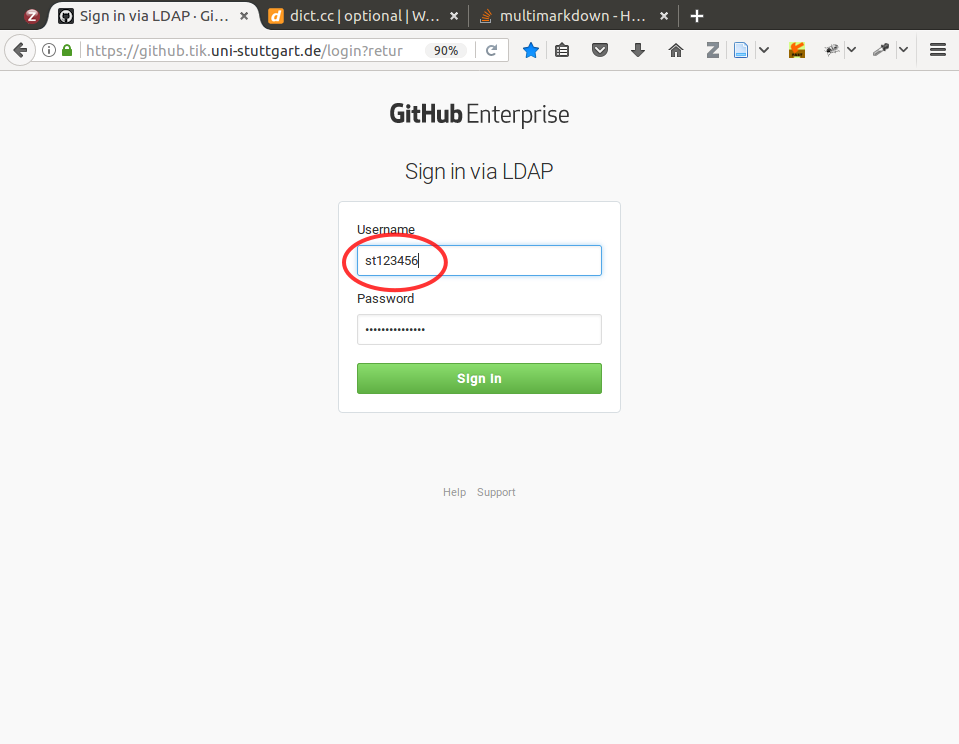 Sign in via LDAP · Gi...
dict.cc | optional | W...
multimarkdown - H...
https://github.tik.uni-stuttgart.de/login?retur
90%
GitHub Enterprise
Sign in via LDAP
Username
st123456
Password
Sign in
Help Support